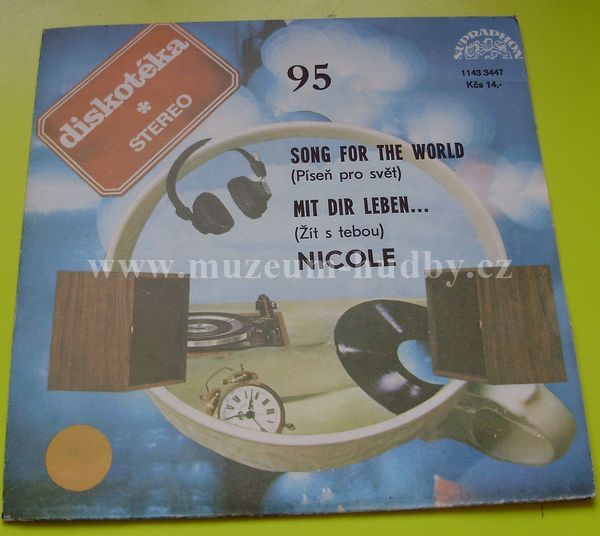 diskotéka
*
STEREO
95
SUPRAPHON
1143 3447
Kčs 14,-
SONG FOR THE WORLD
(Píseň pro svět)
MIT DIR LEBEN...
(Žít s tebou)
NICOLE
www.muzeum-hudby.cz